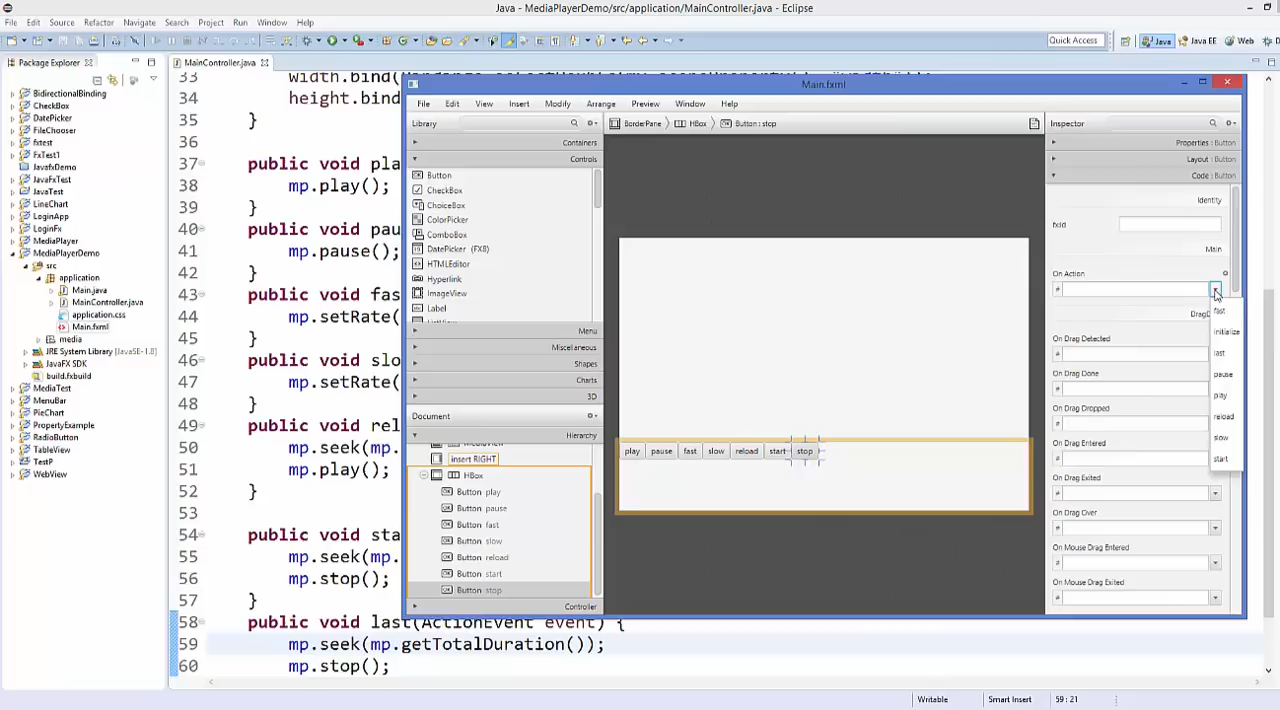 Java - MediaPlayerDemo/src/application/MainController.java - Eclipse
File Edit Source Refactor Navigate Search Project Run Window Help
Quick Access
Java
Java EE
Web
Package Explorer
BidirectionalBinding
CheckBox
DatePicker
FileChooser
fxtest
FxTest1
JavafxDemo
JavaFxTest
JavaTest
LineChart
LoginApp
LoginFx
MediaPlayer
MediaPlayerDemo
src
application
Main.java
MainController.java
application.css
Main.fxml
media
JRE System Library [JavaSE-1.8]
JavaFX SDK
build.fxbuild
MediaTest
MenuBar
PieChart
PropertyExample
RadioButton
TableView
TestP
WebView
MainController.java
33
34 height.bind
35 }
36
37 public void pla
38 mp.play();
39 }
40 public void pau
41 mp.pause();
42 }
43 public void fas
44 mp.setRate(
45 }
46 public void slo
47 mp.setRate(
48 }
49 public void rel
50 mp.seek(mp.
51 mp.play();
52 }
53
54 public void sta
55 mp.seek(mp.
56 mp.stop();
57 }
58 public void last(ActionEvent event) {
59 mp.seek(mp.getTotalDuration());
60 mp.stop();
Main.fxml
File Edit View Insert Modify Arrange Preview Window Help
Library
Containers
Controls
Button
CheckBox
ChoiceBox
ColorPicker
ComboBox
DatePicker (FX8)
HTMLEditor
Hyperlink
ImageView
Label
Menu
Miscellaneous
Shapes
Charts
3D
Document
Hierarchy
insert RIGHT
HBox
Button play
Button pause
Button fast
Button slow
Button reload
Button start
Button stop
Controller
BorderPane HBox Button : stop
play pause fast slow reload start stop
Inspector
Properties : Button
Layout : Button
Code : Button
Identity
fx:id
Main
On Action
#
fast
initialize
last
pause
play
reload
slow
start
DragD
On Drag Detected
#
On Drag Done
#
On Drag Dropped
#
On Drag Entered
#
On Drag Exited
#
On Drag Over
#
On Mouse Drag Entered
#
On Mouse Drag Exited
#
Writable
Smart Insert
59 : 21